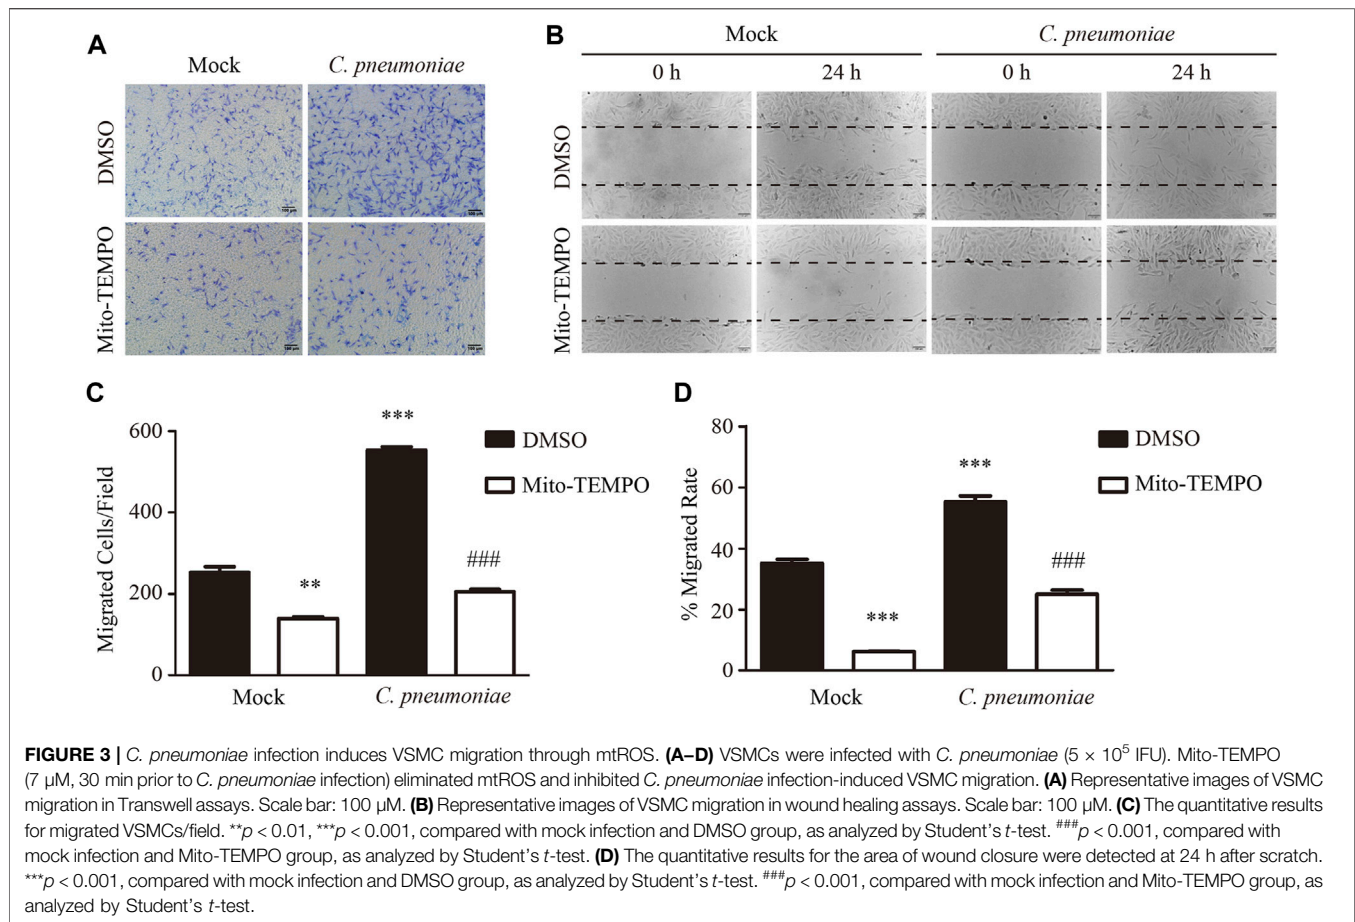 A
Mock
C. pneumoniae
DMSO
Mito-TEMPO
100 μm
100 μm
100 μm
100 μm
B
Mock
C. pneumoniae
0 h
24 h
0 h
24 h
DMSO
Mito-TEMPO
C
Migrated Cells/Field
600
400
200
0
**
***
###
DMSO
Mito-TEMPO
Mock
C. pneumoniae
D
% Migrated Rate
80
60
40
20
0
***
***
###
DMSO
Mito-TEMPO
Mock
C. pneumoniae
FIGURE 3 | C. pneumoniae infection induces VSMC migration through mtROS. (A–D) VSMCs were infected with C. pneumoniae (5 × 10⁵ IFU). Mito-TEMPO
(7 μM, 30 min prior to C. pneumoniae infection) eliminated mtROS and inhibited C. pneumoniae infection-induced VSMC migration. (A) Representative images of VSMC
migration in Transwell assays. Scale bar: 100 μM. (B) Representative images of VSMC migration in wound healing assays. Scale bar: 100 μM. (C) The quantitative results
for migrated VSMCs/field. **p < 0.01, ***p < 0.001, compared with mock infection and DMSO group, as analyzed by Student's t-test. ###p < 0.001, compared with
mock infection and Mito-TEMPO group, as analyzed by Student's t-test. (D) The quantitative results for the area of wound closure were detected at 24 h after scratch.
***p < 0.001, compared with mock infection and DMSO group, as analyzed by Student's t-test. ###p < 0.001, compared with mock infection and Mito-TEMPO group, as
analyzed by Student's t-test.